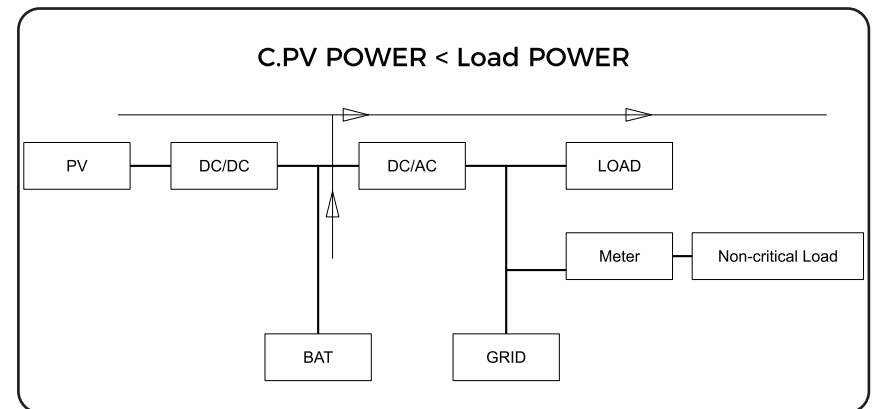 C.PV POWER < Load POWER
PV
DC/DC
DC/AC
LOAD
Meter
Non-critical Load
BAT
GRID